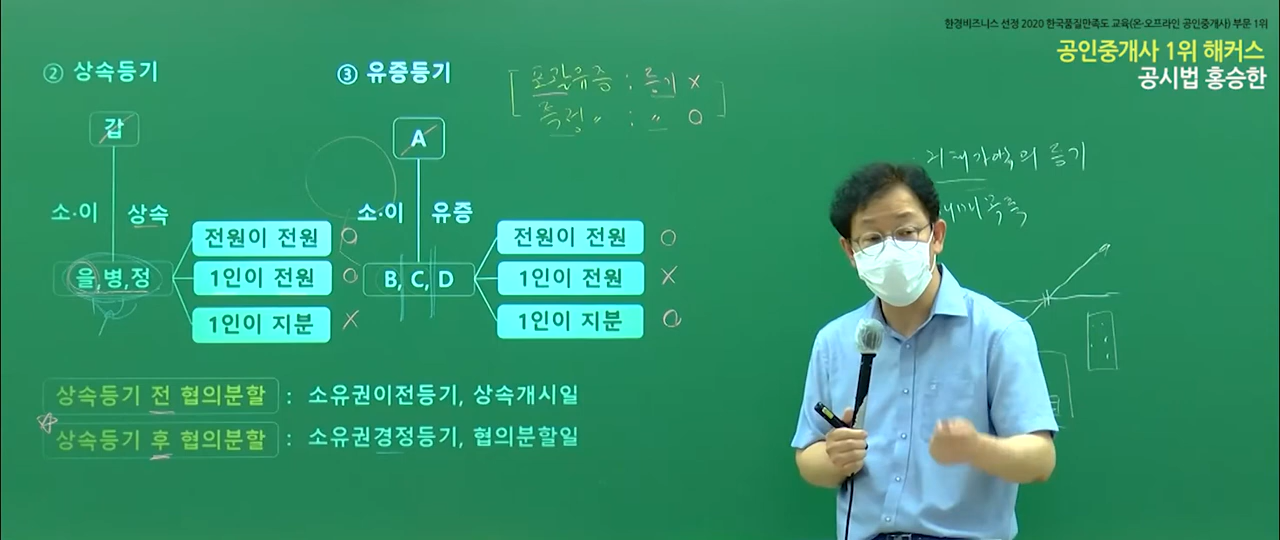 한경비즈니스 선정 2020 한국품질만족도 교육(온·오프라인 공인중개사) 부문 1위
공인중개사 1위 해커스
공시법 홍승한
② 상속등기
갑
소·이 상속
을,병,정
전원이 전원 O
1인이 전원 O
1인이 지분 X
③ 유증등기
포괄유증 : 등기 X
특정 〃 : 〃 O
A
소·이 유증
B, C, D
전원이 전원 O
1인이 전원 X
1인이 지분 O
상속등기 전 협의분할 : 소유권이전등기, 상속개시일
상속등기 후 협의분할 : 소유권경정등기, 협의분할일
등기